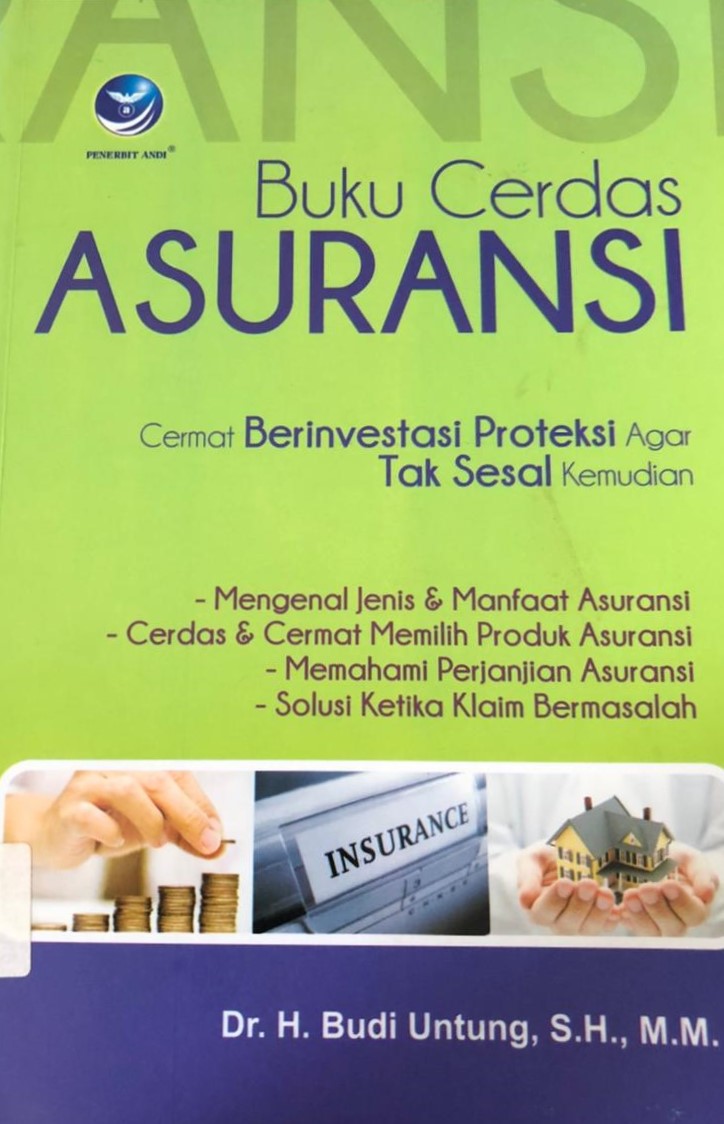 RANSI
PENERBIT ANDI®
Buku Cerdas
ASURANSI
Cermat Berinvestasi Proteksi Agar
Tak Sesal Kemudian
- Mengenal Jenis & Manfaat Asuransi
- Cerdas & Cermat Memilih Produk Asuransi
- Memahami Perjanjian Asuransi
- Solusi Ketika Klaim Bermasalah
INSURANCE
Dr. H. Budi Untung, S.H., M.M.